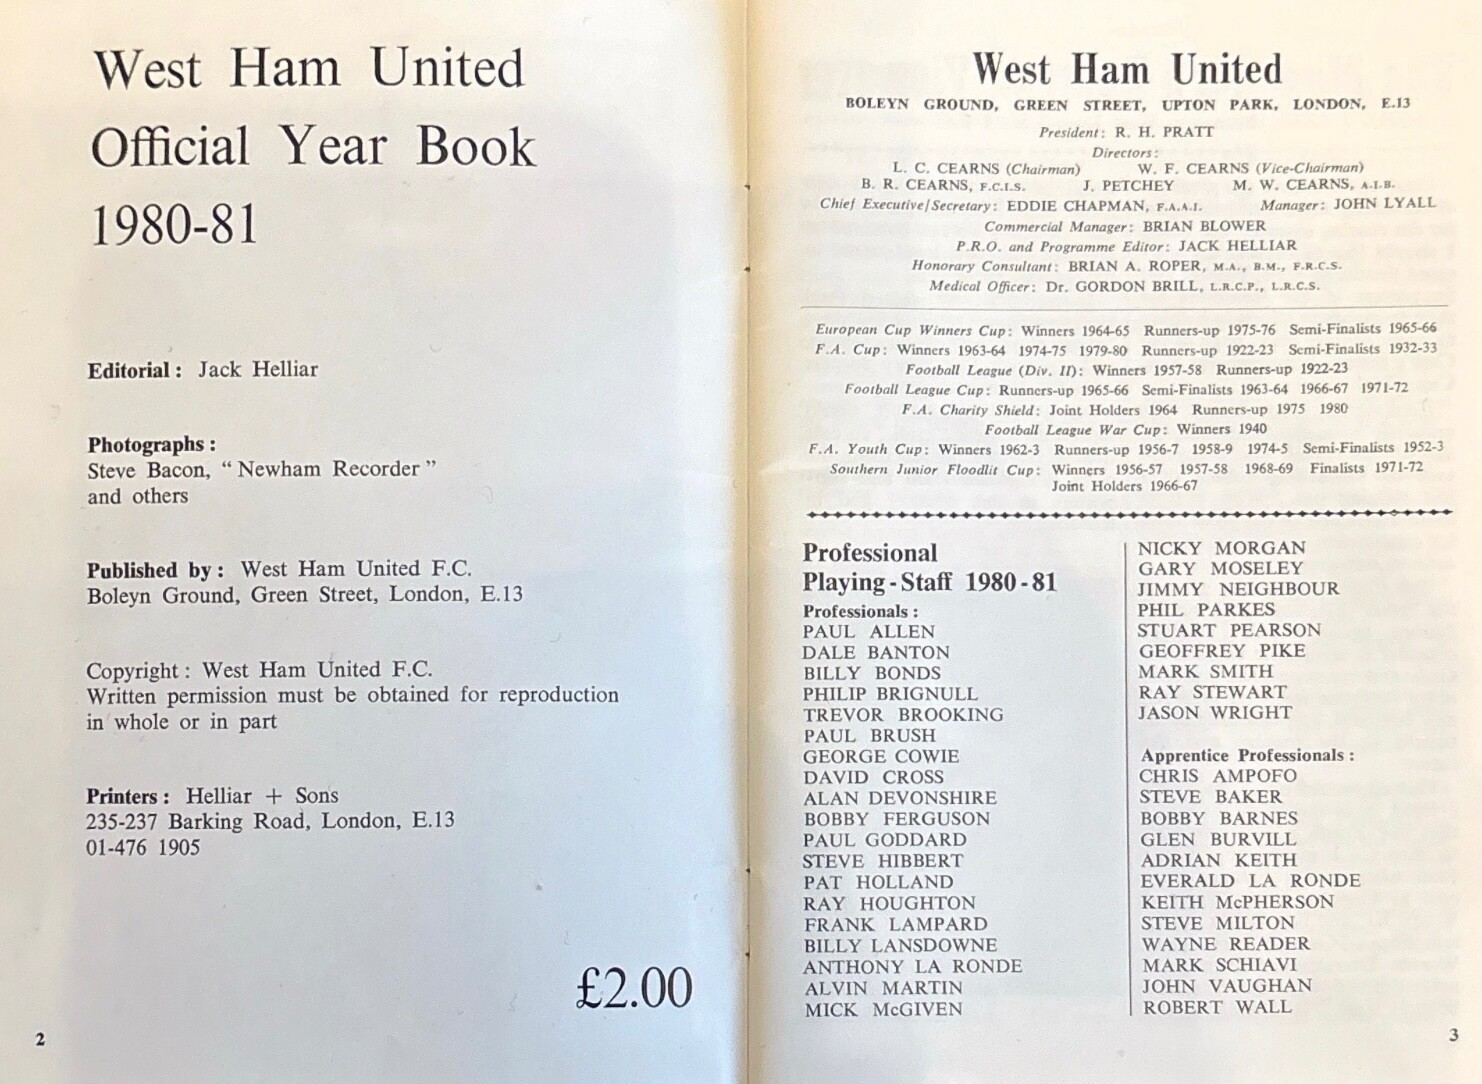 West Ham United
Official Year Book
1980-81
Editorial : Jack Helliar
Photographs :
Steve Bacon, “ Newham Recorder ”
and others
Published by : West Ham United F.C.
Boleyn Ground, Green Street, London, E.13
Copyright : West Ham United F.C.
Written permission must be obtained for reproduction
in whole or in part
Printers : Helliar + Sons
235-237 Barking Road, London, E.13
01-476 1905
£2.00
2
West Ham United
BOLEYN GROUND, GREEN STREET, UPTON PARK, LONDON, E.13
President: R. H. PRATT
Directors:
L. C. CEARNS (Chairman) W. F. CEARNS (Vice-Chairman)
B. R. CEARNS, F.C.I.S. J. PETCHEY M. W. CEARNS, A.I.B.
Chief Executive/Secretary: EDDIE CHAPMAN, F.A.A.I. Manager: JOHN LYALL
Commercial Manager: BRIAN BLOWER
P.R.O. and Programme Editor: JACK HELLIAR
Honorary Consultant: BRIAN A. ROPER, M.A., B.M., F.R.C.S.
Medical Officer: Dr. GORDON BRILL, L.R.C.P., L.R.C.S.
European Cup Winners Cup: Winners 1964-65 Runners-up 1975-76 Semi-Finalists 1965-66
F.A. Cup: Winners 1963-64 1974-75 1979-80 Runners-up 1922-23 Semi-Finalists 1932-33
Football League (Div. II): Winners 1957-58 Runners-up 1922-23
Football League Cup: Runners-up 1965-66 Semi-Finalists 1963-64 1966-67 1971-72
F.A. Charity Shield: Joint Holders 1964 Runners-up 1975 1980
Football League War Cup: Winners 1940
F.A. Youth Cup: Winners 1962-3 Runners-up 1956-7 1958-9 1974-5 Semi-Finalists 1952-3
Southern Junior Floodlit Cup: Winners 1956-57 1957-58 1968-69 Finalists 1971-72
Joint Holders 1966-67
Professional
Playing-Staff 1980-81
Professionals :
PAUL ALLEN
DALE BANTON
BILLY BONDS
PHILIP BRIGNULL
TREVOR BROOKING
PAUL BRUSH
GEORGE COWIE
DAVID CROSS
ALAN DEVONSHIRE
BOBBY FERGUSON
PAUL GODDARD
STEVE HIBBERT
PAT HOLLAND
RAY HOUGHTON
FRANK LAMPARD
BILLY LANSDOWNE
ANTHONY LA RONDE
ALVIN MARTIN
MICK McGIVEN
NICKY MORGAN
GARY MOSELEY
JIMMY NEIGHBOUR
PHIL PARKES
STUART PEARSON
GEOFFREY PIKE
MARK SMITH
RAY STEWART
JASON WRIGHT
Apprentice Professionals :
CHRIS AMPOFO
STEVE BAKER
BOBBY BARNES
GLEN BURVILL
ADRIAN KEITH
EVERALD LA RONDE
KEITH McPHERSON
STEVE MILTON
WAYNE READER
MARK SCHIAVI
JOHN VAUGHAN
ROBERT WALL
3